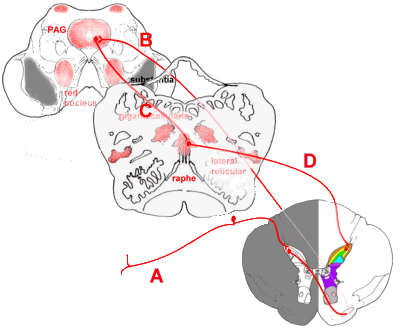 PAG
B
substantia
red
nucleus
gigantocellularis
C
lateral
reticular
D
raphe
A